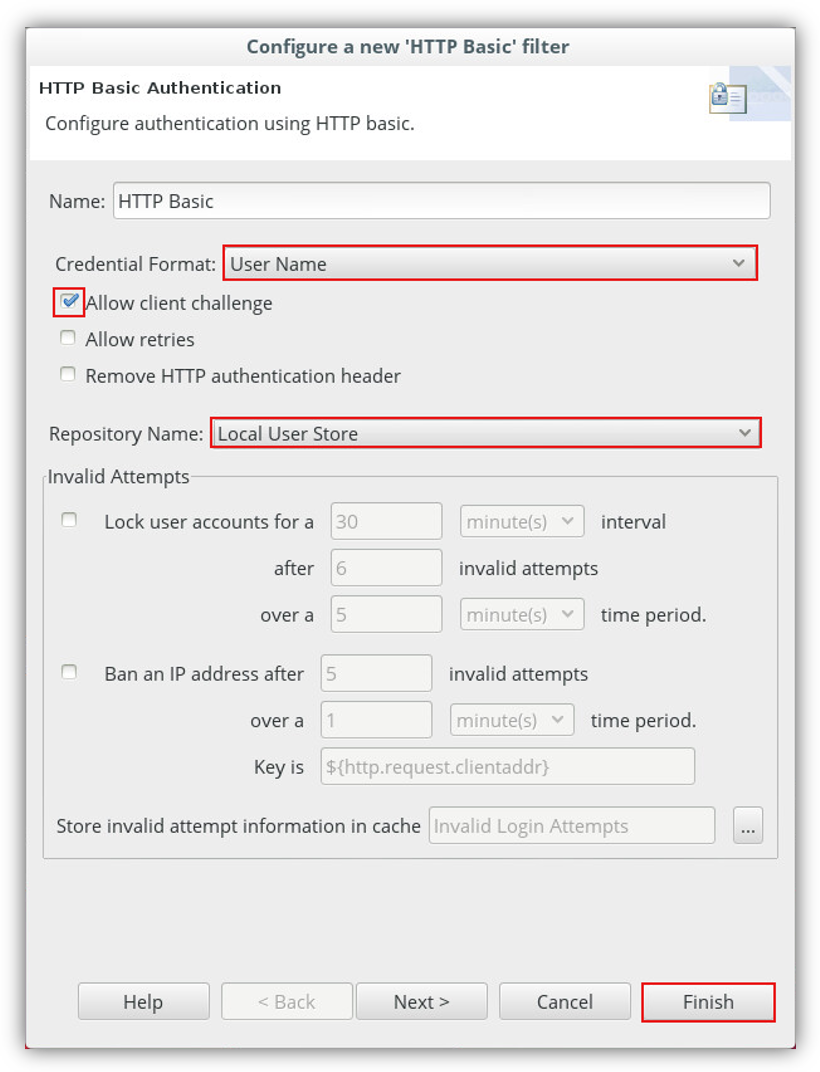 Configure a new 'HTTP Basic' filter
HTTP Basic Authentication
Configure authentication using HTTP basic.
Name: HTTP Basic
Credential Format: User Name
Allow client challenge
Allow retries
Remove HTTP authentication header
Repository Name: Local User Store
Invalid Attempts
Lock user accounts for a 30 minute(s) interval
after 6 invalid attempts
over a 5 minute(s) time period.
Ban an IP address after 5 invalid attempts
over a 1 minute(s) time period.
Key is ${http.request.clientaddr}
Store invalid attempt information in cache Invalid Login Attempts ...
Help < Back Next > Cancel Finish